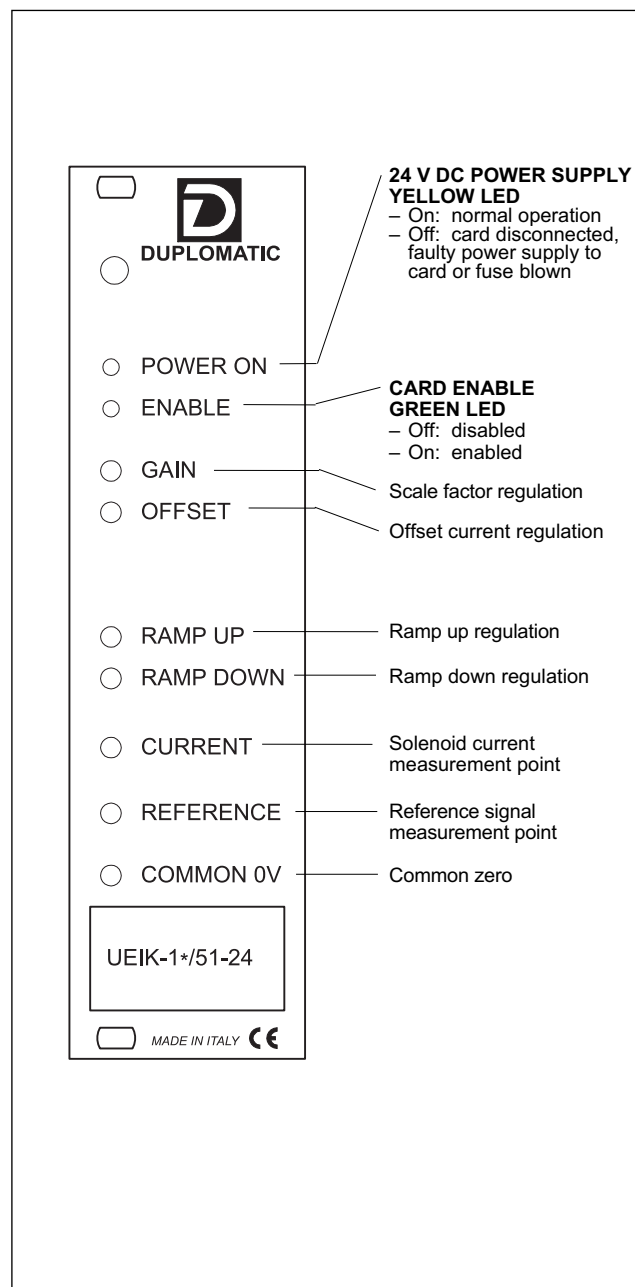 24 V DC POWER SUPPLY
YELLOW LED
– On: normal operation
– Off: card disconnected,
faulty power supply to
card or fuse blown
DUPLOMATIC
POWER ON
ENABLE
CARD ENABLE
GREEN LED
– Off: disabled
– On: enabled
GAIN
Scale factor regulation
OFFSET
Offset current regulation
RAMP UP
Ramp up regulation
RAMP DOWN
Ramp down regulation
CURRENT
Solenoid current
measurement point
REFERENCE
Reference signal
measurement point
COMMON 0V
Common zero
UEIK-1*/51-24
MADE IN ITALY CE